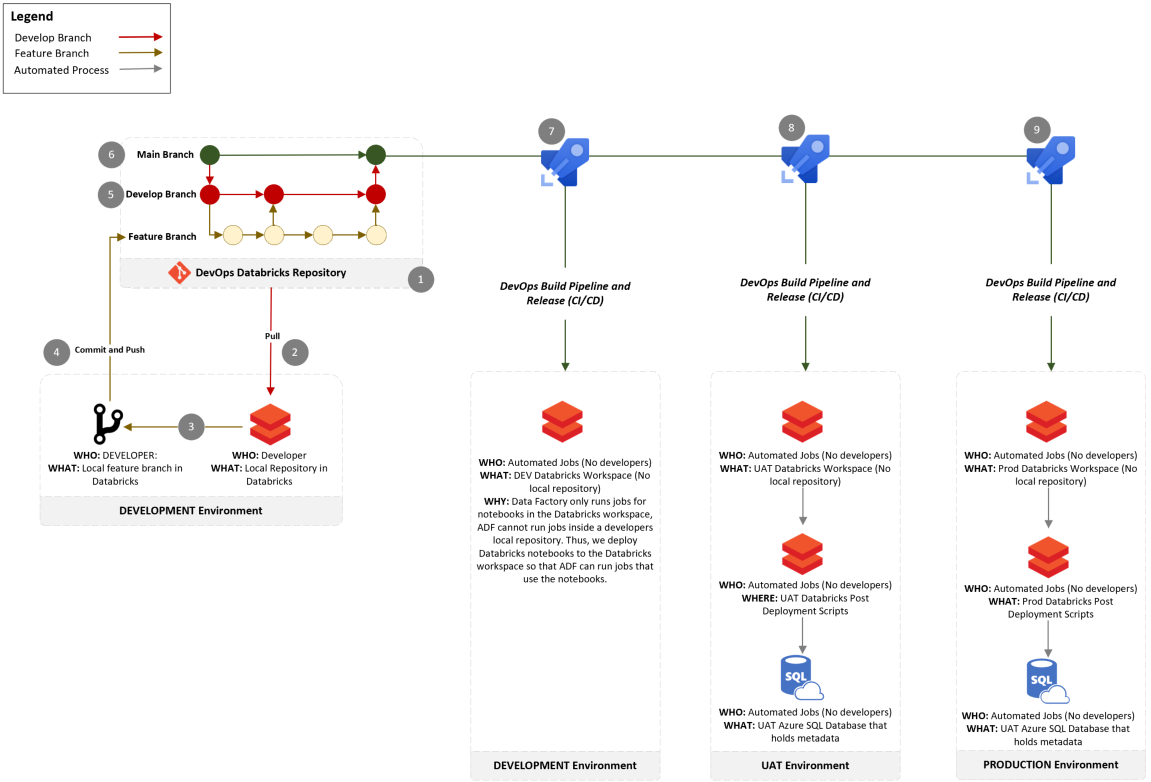 Legend
Develop Branch
Feature Branch
Automated Process
6
Main Branch
5
Develop Branch
Feature Branch
DevOps Databricks Repository
1
Pull
2
4
Commit and Push
3
WHO: DEVELOPER:
WHAT: Local feature branch in
Databricks
WHO: Developer
WHAT: Local Repository in
Databricks
DEVELOPMENT Environment
7
DevOps Build Pipeline and
Release (CI/CD)
WHO: Automated Jobs (No developers)
WHAT: DEV Databricks Workspace (No
local repository)
WHY: Data Factory only runs jobs for
notebooks in the Databricks workspace,
ADF cannot run jobs inside a developers
local repository. Thus, we deploy
Databricks notebooks to the Databricks
workspace so that ADF can run jobs that
use the notebooks.
DEVELOPMENT Environment
8
DevOps Build Pipeline and
Release (CI/CD)
WHO: Automated Jobs (No developers)
WHAT: UAT Databricks Workspace (No
local repository)
WHO: Automated Jobs (No developers)
WHERE: UAT Databricks Post
Deployment Scripts
SQL
WHO: Automated Jobs (No developers)
WHAT: UAT Azure SQL Database that
holds metadata
UAT Environment
9
DevOps Build Pipeline and
Release (CI/CD)
WHO: Automated Jobs (No developers)
WHAT: Prod Databricks Workspace (No
local repository)
WHO: Automated Jobs (No developers)
WHAT: Prod Databricks Post
Deployment Scripts
SQL
WHO: Automated Jobs (No developers)
WHAT: UAT Azure SQL Database that
holds metadata
PRODUCTION Environment